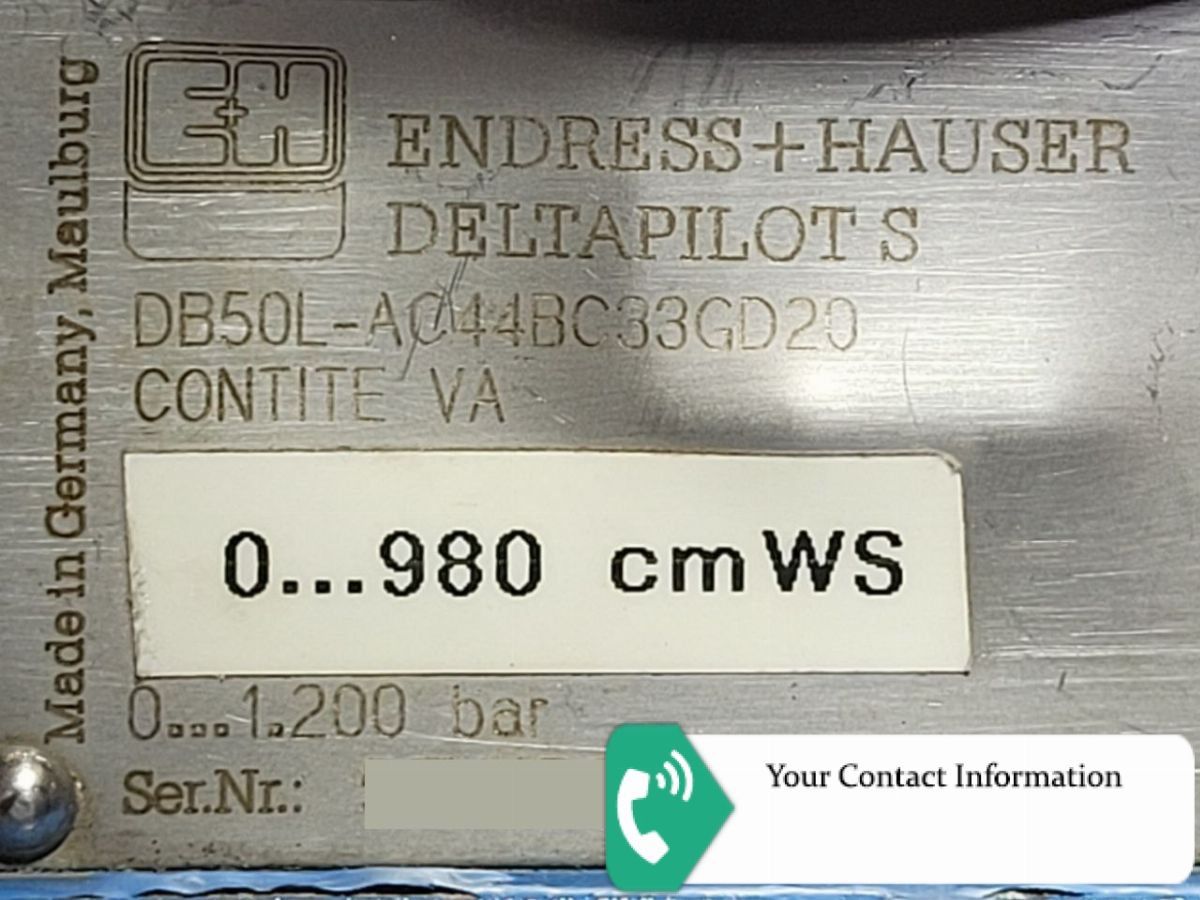 Made in Germany, Maulburg
E+H
ENDRESS+HAUSER
DELTAPILOT S
DB50L-AC44BC33GD20
CONTITE VA
0...980 cmWS
0...1.200 bar
Ser.Nr.:
Your Contact Information